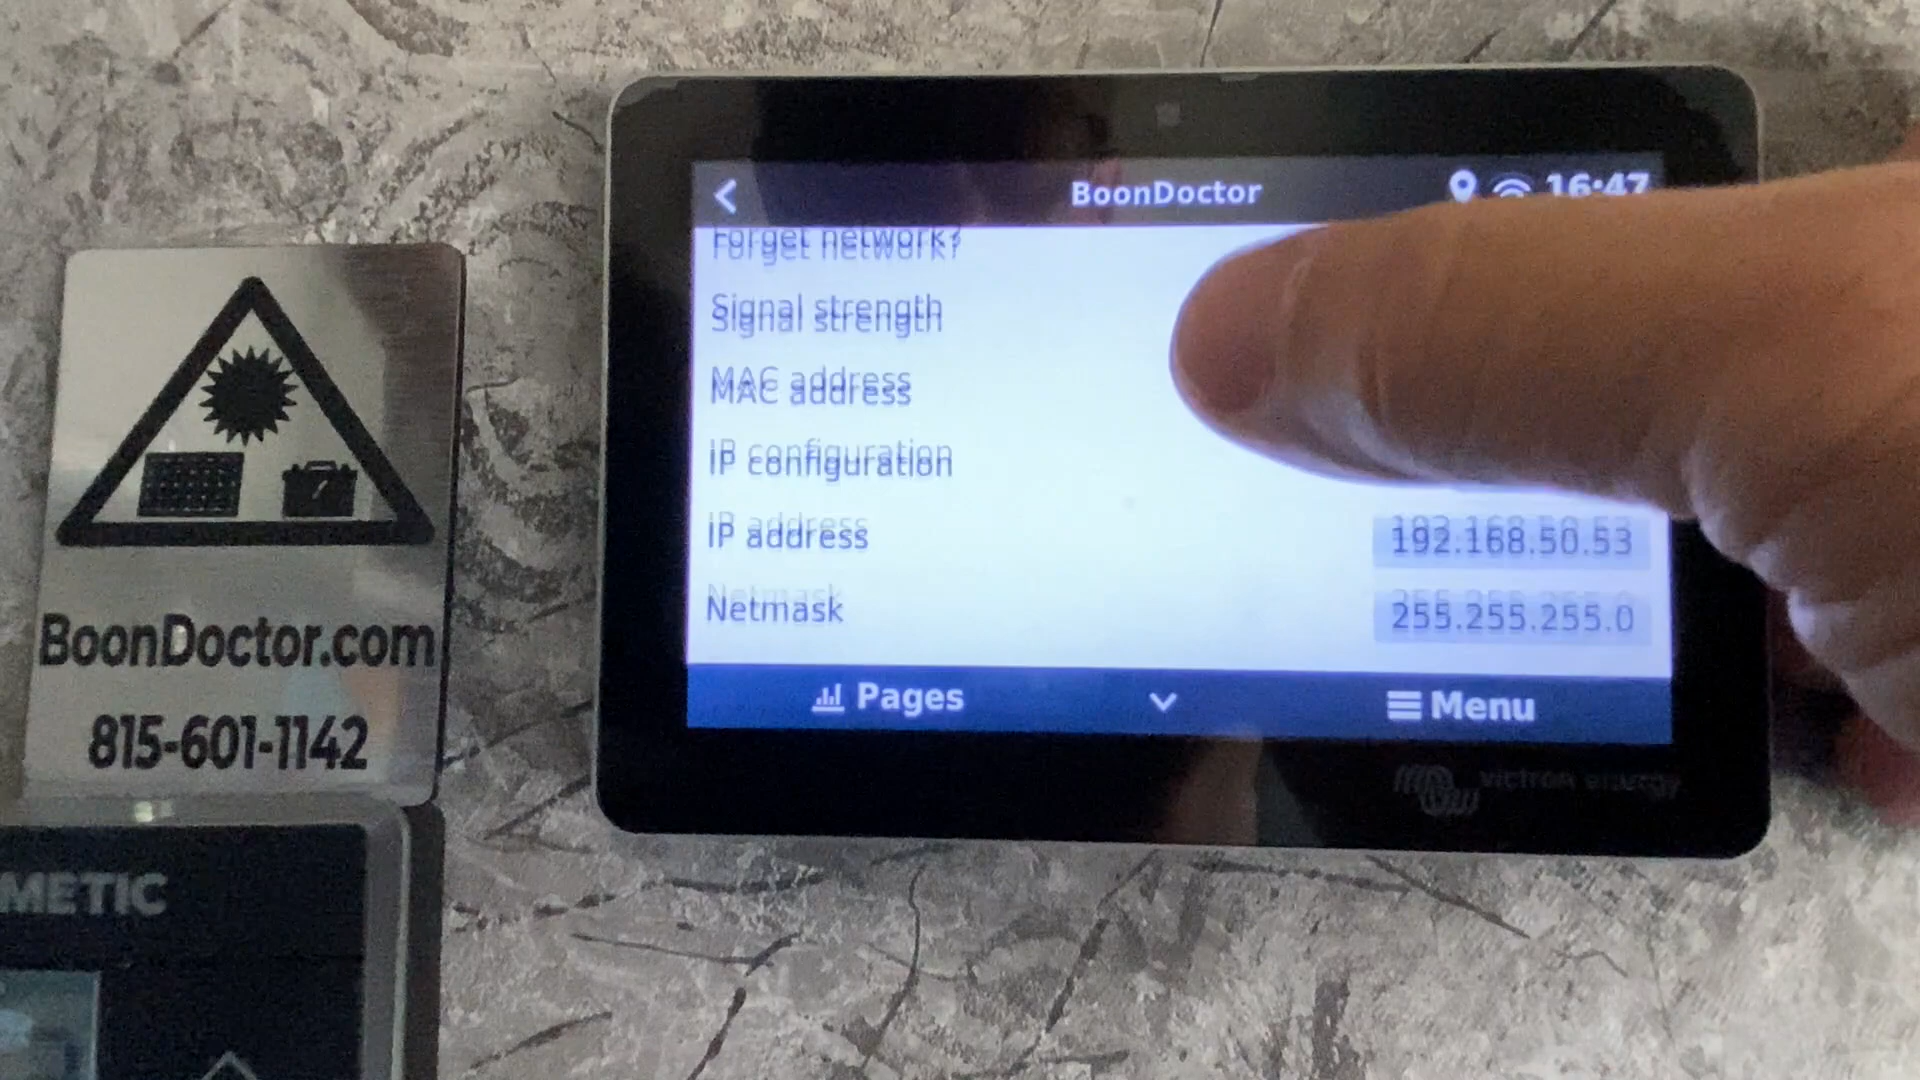 BoonDoctor
16:47
Forget network?
Signal strength
MAC address
IP configuration
IP address 192.168.50.53
Netmask 255.255.255.0
Pages
Menu
victron energy
BoonDoctor.com
815-601-1142
METIC